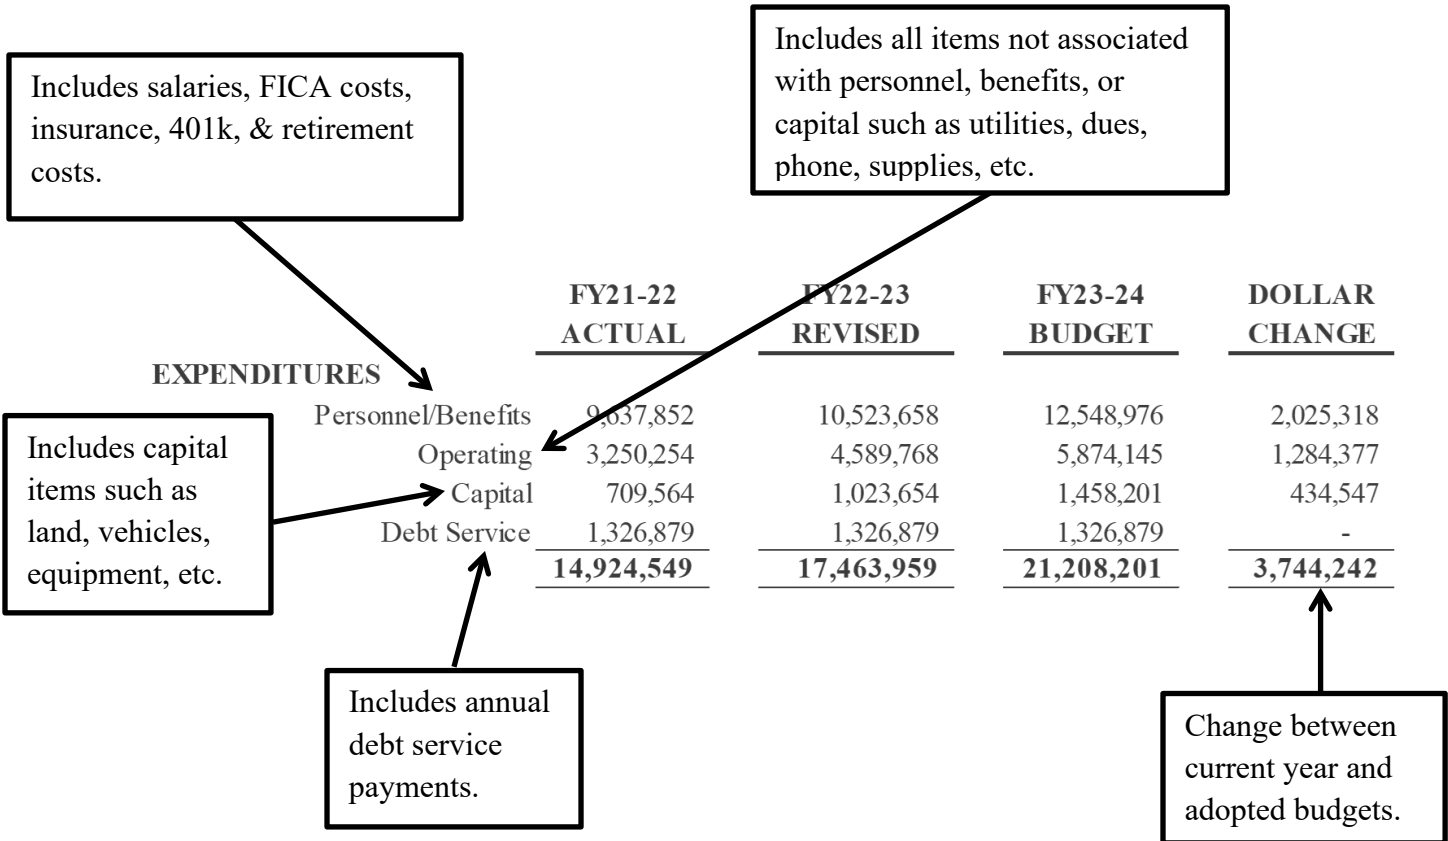 Includes salaries, FICA costs,
insurance, 401k, & retirement
costs.
Includes all items not associated
with personnel, benefits, or
capital such as utilities, dues,
phone, supplies, etc.
FY21-22 FY22-23 FY23-24 DOLLAR
ACTUAL REVISED BUDGET CHANGE
EXPENDITURES
Personnel/Benefits 9,637,852 10,523,658 12,548,976 2,025,318
Operating 3,250,254 4,589,768 5,874,145 1,284,377
Capital 709,564 1,023,654 1,458,201 434,547
Debt Service 1,326,879 1,326,879 1,326,879 -
14,924,549 17,463,959 21,208,201 3,744,242
Includes capital
items such as
land, vehicles,
equipment, etc.
Includes annual
debt service
payments.
Change between
current year and
adopted budgets.